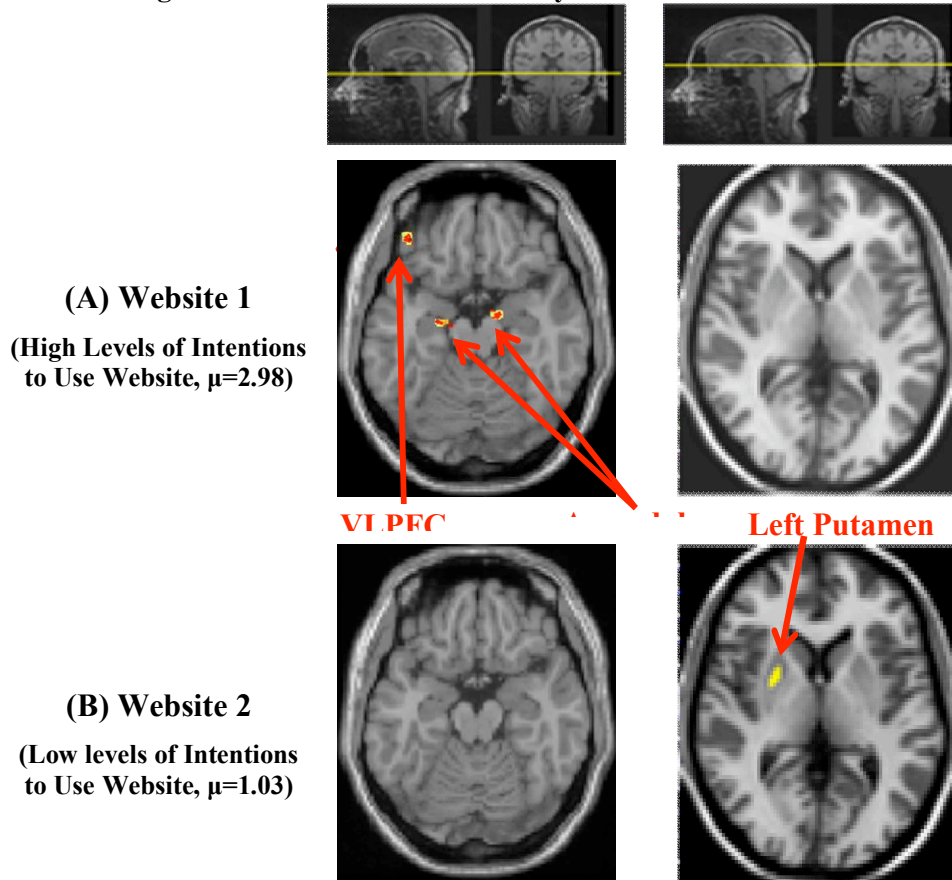 (A) Website 1
(High Levels of Intentions
to Use Website, μ=2.98)
VLPFC
Left Putamen
(B) Website 2
(Low levels of Intentions
to Use Website, μ=1.03)